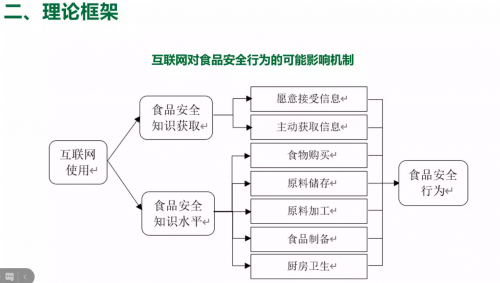 二、理论框架
互联网对食品安全行为的可能影响机制
愿意接受信息↵
食品安全
知识获取↵
主动获取信息↵
互联网
使用↵
食物购买↵
原料储存↵
食品安全
行为↵
食品安全
知识水平↵
原料加工↵
食品制备↵
厨房卫生↵